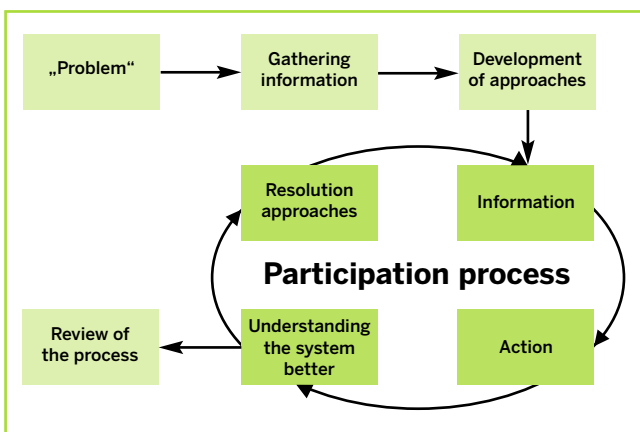 „Problem“
Gathering
information
Development
of approaches
Resolution
approaches
Information
Participation process
Review of
the process
Understanding
the system
better
Action